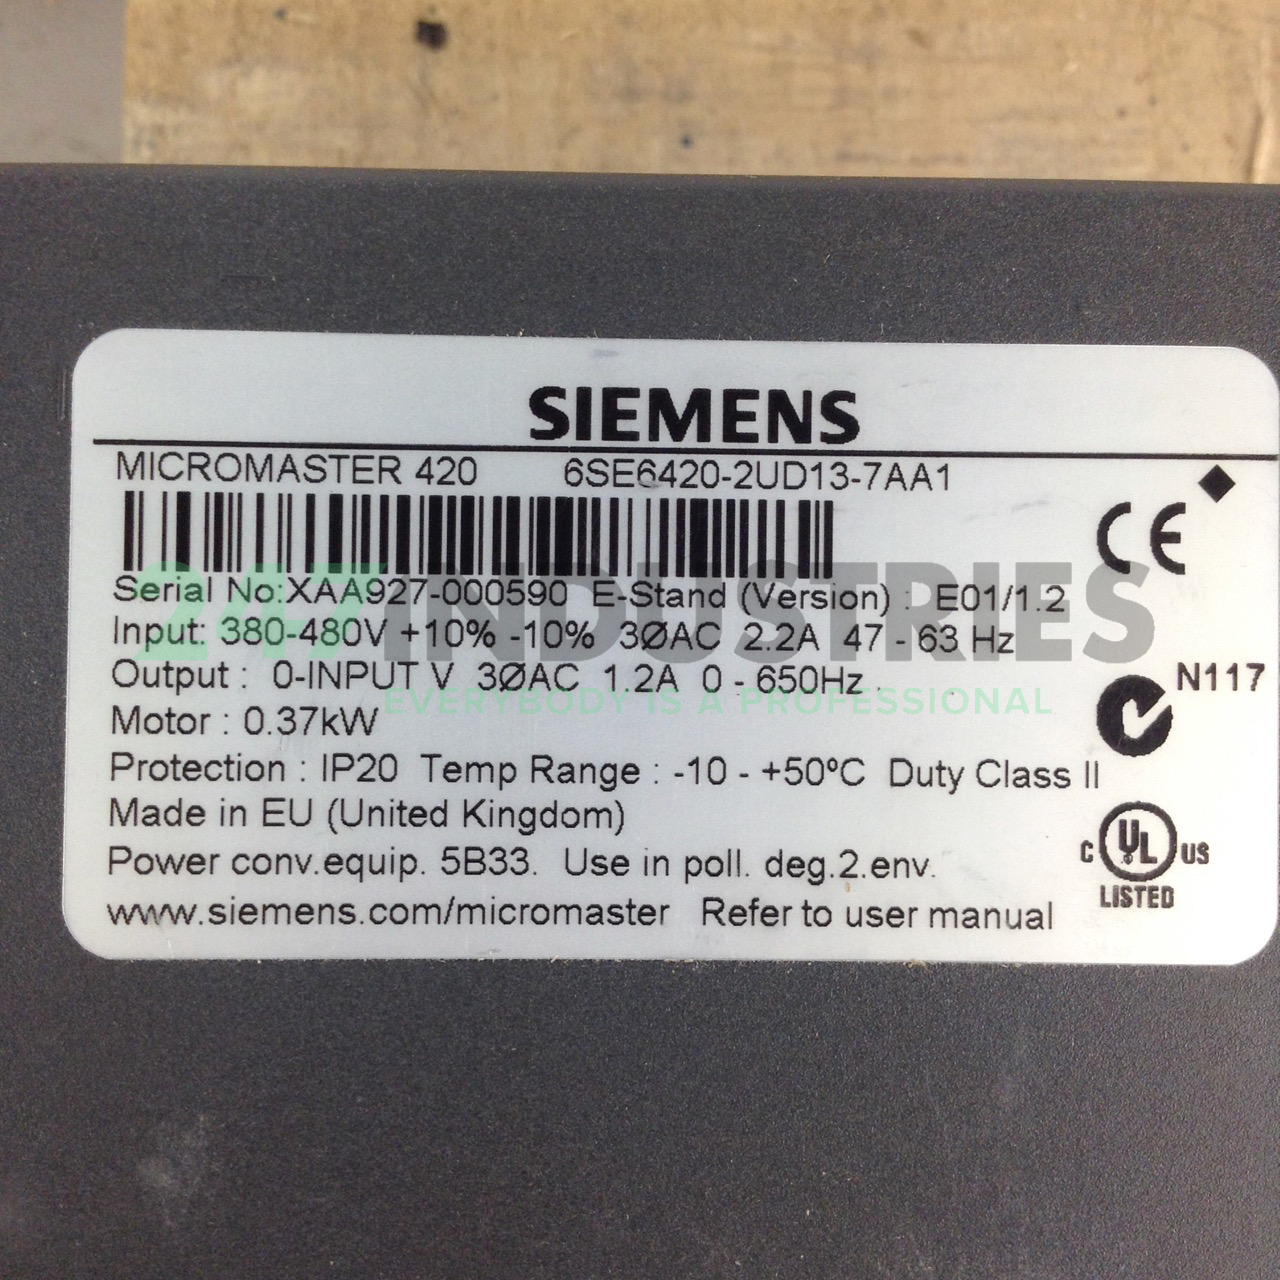 SIEMENS
MICROMASTER 420 6SE6420-2UD13-7AA1
CE
247INDUSTRIES
Serial No:XAA927-000590 E-Stand (Version) : E01/1.2
Input: 380-480V +10% -10% 3ØAC 2.2A 47 - 63 Hz
Output : 0-INPUT V 3ØAC 1.2A 0 - 650Hz .
N117
EVERYBODY IS A PROFESSIONAL
Motor : 0.37kW
Protection : IP20 Temp Range : -10 - +50ºC Duty Class II
Made in EU (United Kingdom)
Power conv.equip. 5B33. Use in poll. deg.2.env.
C UL US
LISTED
www.siemens.com/micromaster Refer to user manual